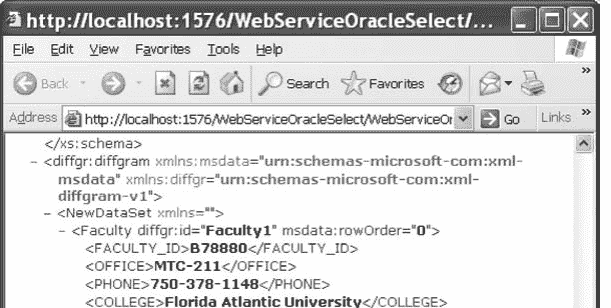 http://localhost:1576/WebServiceOracleSelect/...
File Edit View Favorites Tools Help
Back Search Favorites »
Address http://localhost:1576/WebServiceOracleSelect/WebServiceOr Go Links »
</xs:schema>
- <diffgr:diffgram xmlns:msdata="urn:schemas-microsoft-com:xml-
msdata" xmlns:diffgr="urn:schemas-microsoft-com:xml-
diffgram-v1">
- <NewDataSet xmlns="">
- <Faculty diffgr:id="Faculty1" msdata:rowOrder="0">
<FACULTY_ID>B78880</FACULTY_ID>
<OFFICE>MTC-211</OFFICE>
<PHONE>750-378-1148</PHONE>
<COLLEGE>Florida Atlantic University</COLLEGE>